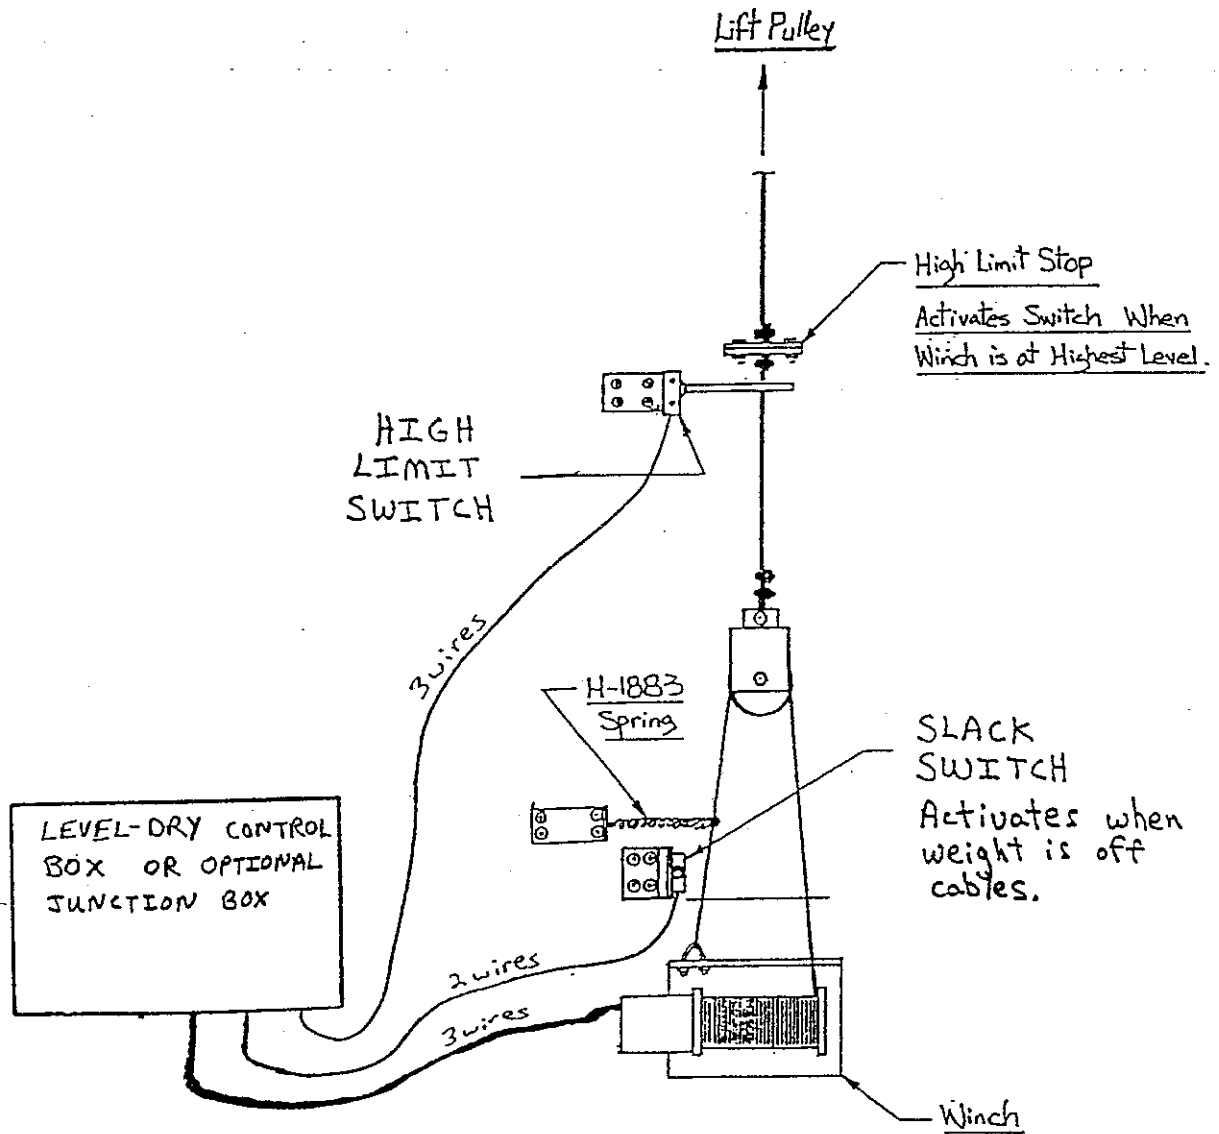 Lift Pulley
High Limit Stop
Activates Switch When
Winch is at Highest Level.
HIGH
LIMIT
SWITCH
3 wires
H-1883
Spring
SLACK
SWITCH
Activates when
weight is off
cables.
LEVEL-DRY CONTROL
BOX OR OPTIONAL
JUNCTION BOX
2 wires
3 wires
Winch